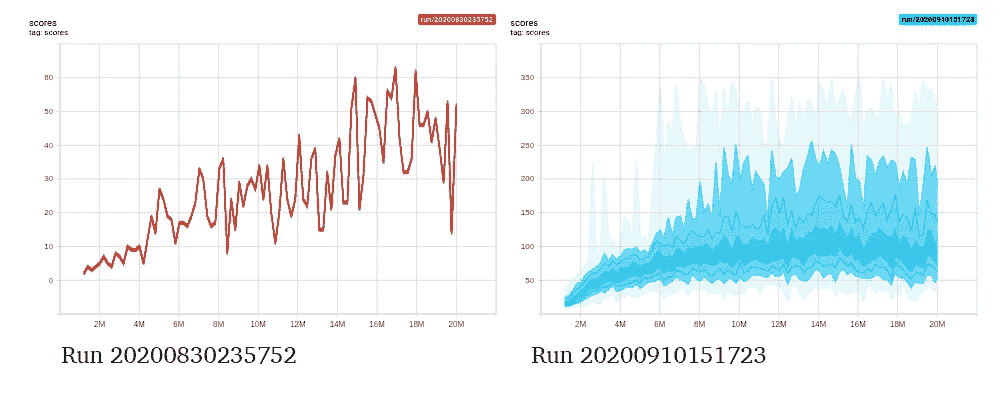 run/20200830235752
scores
tag: scores
60
50
40
30
20
10
0
2M 4M 6M 8M 10M 12M 14M 16M 18M 20M
Run 20200830235752
run/20200910151723
scores
tag: scores
350
300
250
200
150
100
50
2M 4M 6M 8M 10M 12M 14M 16M 18M 20M
Run 20200910151723